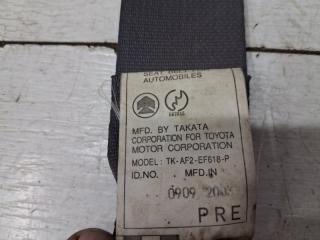 SEAT BELT
AUTOMOBILES
MFD. BY TAKATA
CORPORATION FOR TOYOTA
MOTOR CORPORATION
MODEL: TK-AF2-EF618-P
ID.NO. MFD.IN
0909
PRE